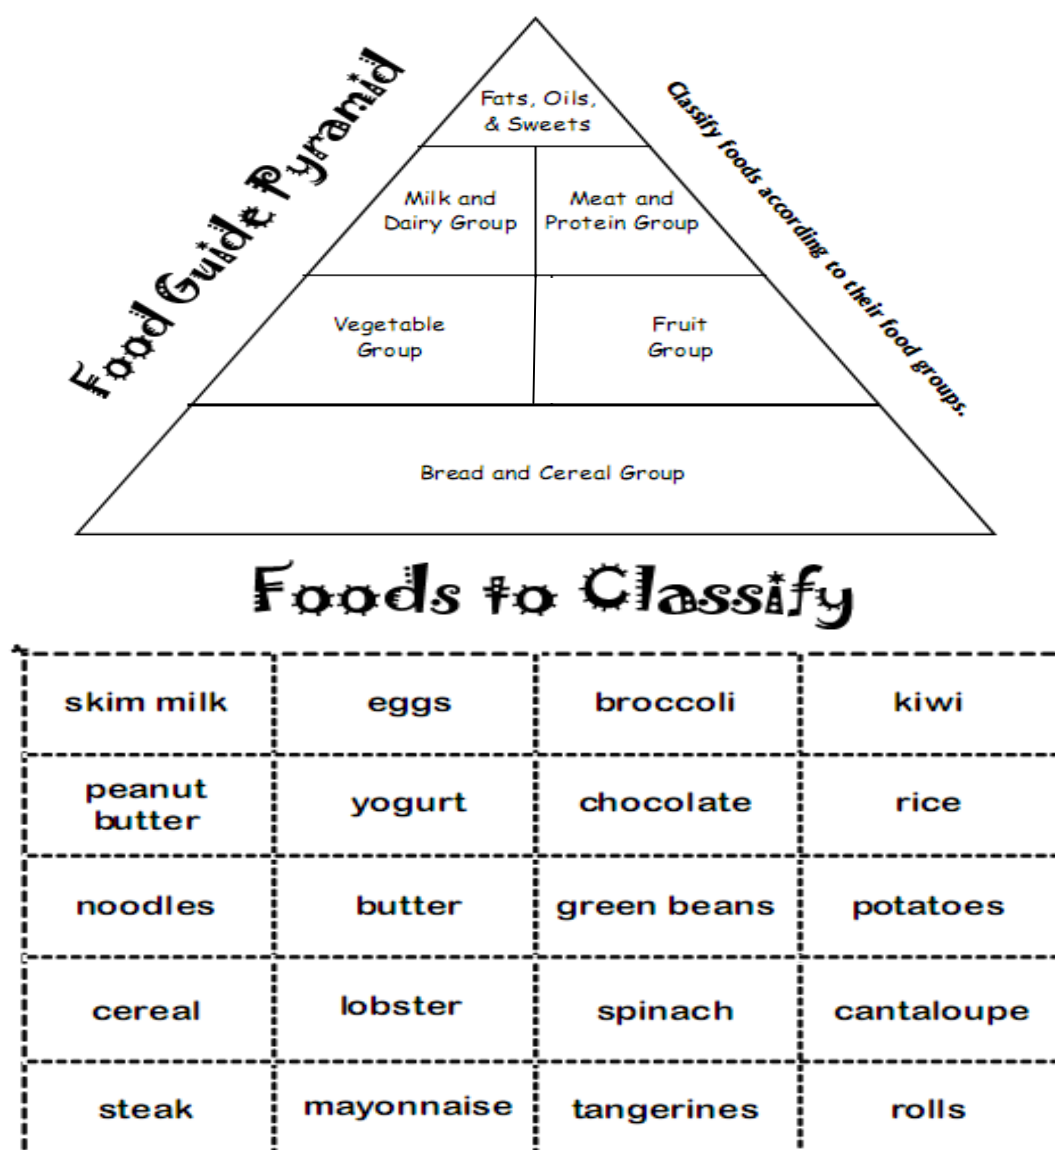 Food Guide Pyramid
Classify foods according to their food groups.
Fats, Oils,
& Sweets
Milk and
Dairy Group
Meat and
Protein Group
Vegetable
Group
Fruit
Group
Bread and Cereal Group
Foods to Classify
skim milk
eggs
broccoli
kiwi
peanut
butter
yogurt
chocolate
rice
noodles
butter
green beans
potatoes
cereal
lobster
spinach
cantaloupe
steak
mayonnaise
tangerines
rolls